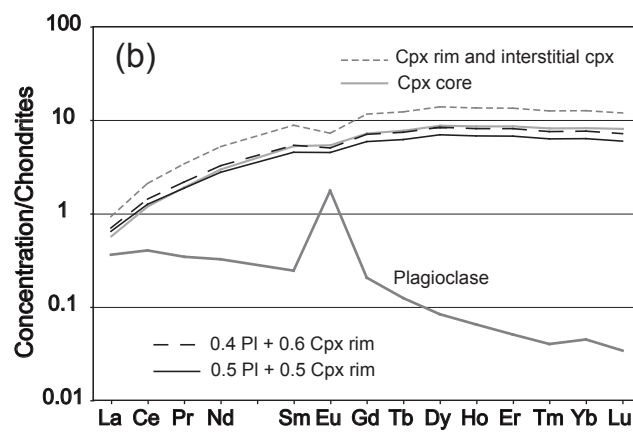 100
(b)
Cpx rim and interstitial cpx
Cpx core
10
1
Plagioclase
0.1
0.4 Pl + 0.6 Cpx rim
0.5 Pl + 0.5 Cpx rim
0.01
Concentration/Chondrites
La Ce Pr Nd Sm Eu Gd Tb Dy Ho Er Tm Yb Lu